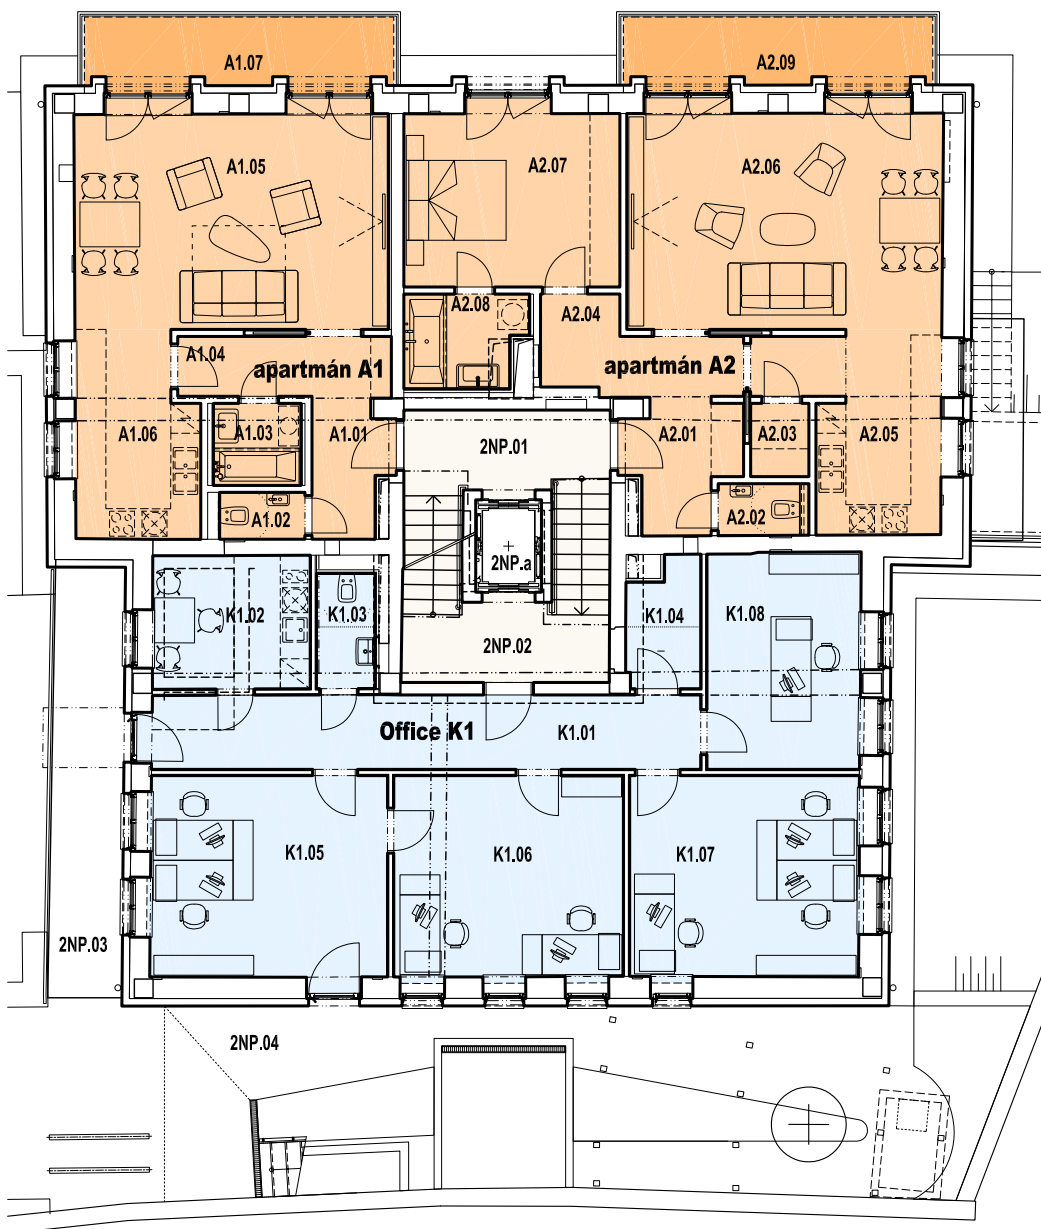 A1.07
A2.09
A1.05
A2.07
A2.06
A2.08
A2.04
A1.04
apartmán A1
apartmán A2
A1.06
A1.03
A1.01
2NP.01
A2.01
A2.03
A2.05
A1.02
A2.02
2NP.a
K1.02
K1.03
K1.04
K1.08
2NP.02
Office K1
K1.01
K1.05
K1.06
K1.07
2NP.03
2NP.04